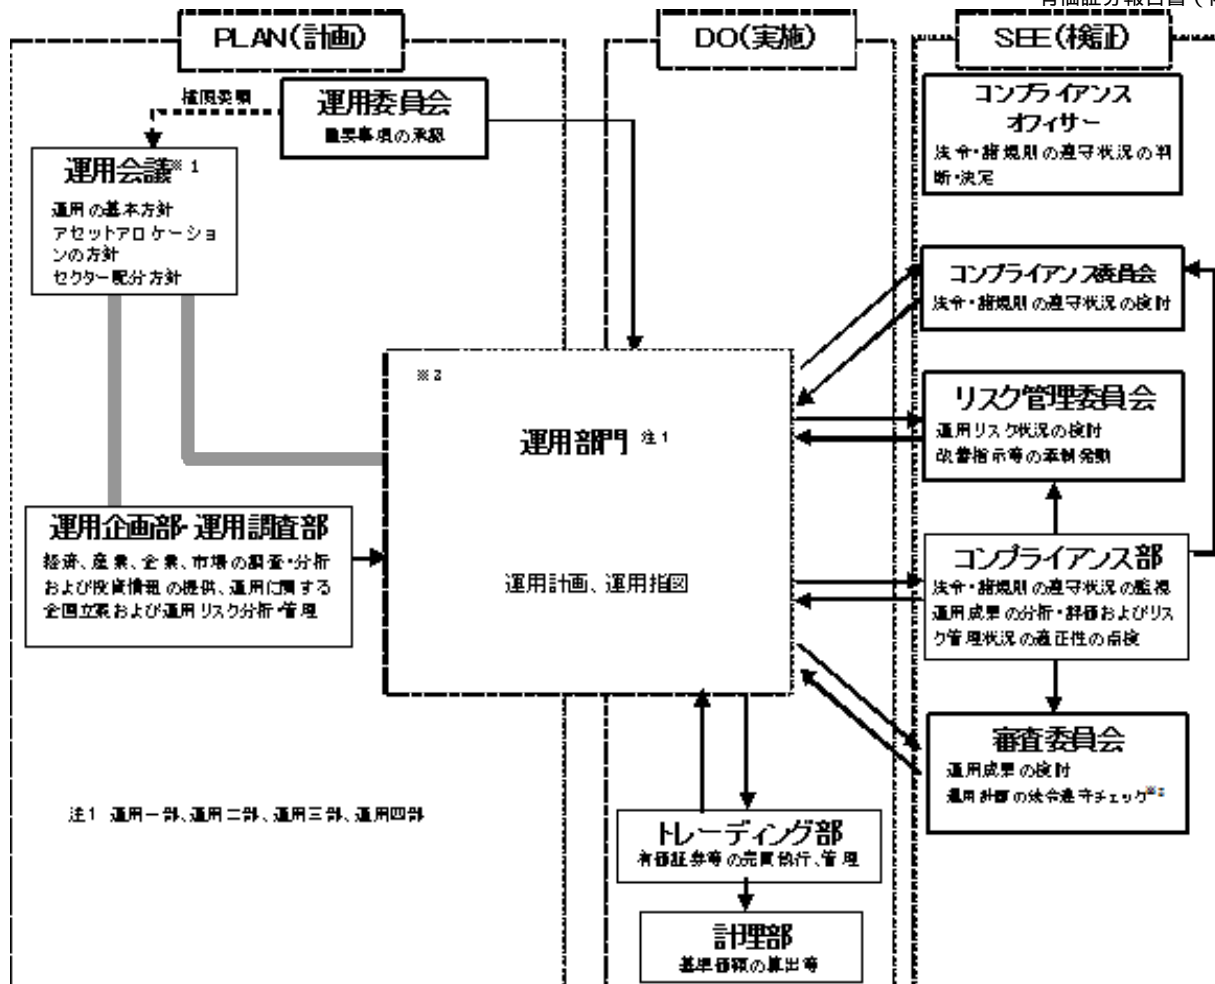 有価証券報告書（
PLAN(計画)
DO(実施)
SEE(検証)
権限委嘱
運用委員会
重要事項の承認
運用会議※1
運用の基本方針
アセットアロケーショ
ンの方針
セクター配分方針
コンプライアンス
オフィサー
法令・諸規則の遵守状況の判
断・決定
コンプライアンス委員会
法令・諸規則の遵守状況の検討
※2
運用部門 注1
運用計画、運用指図
リスク管理委員会
運用リスク状況の検討
改善指示等の牽制発動
運用企画部・運用調査部
経済、産業、企業、市場の調査・分析
および投資情報の提供、運用に関する
企画立案および運用リスク分析・管理
コンプライアンス部
法令・諸規則の遵守状況の監視
運用成果の分析・評価およびリス
ク管理状況の適正性の点検
審査委員会
運用成果の検討
運用計画の法令遵守チェック
注1 運用一部、運用二部、運用三部、運用四部
トレーディング部
有価証券等の売買執行、管理
計理部
基準価額の算出等